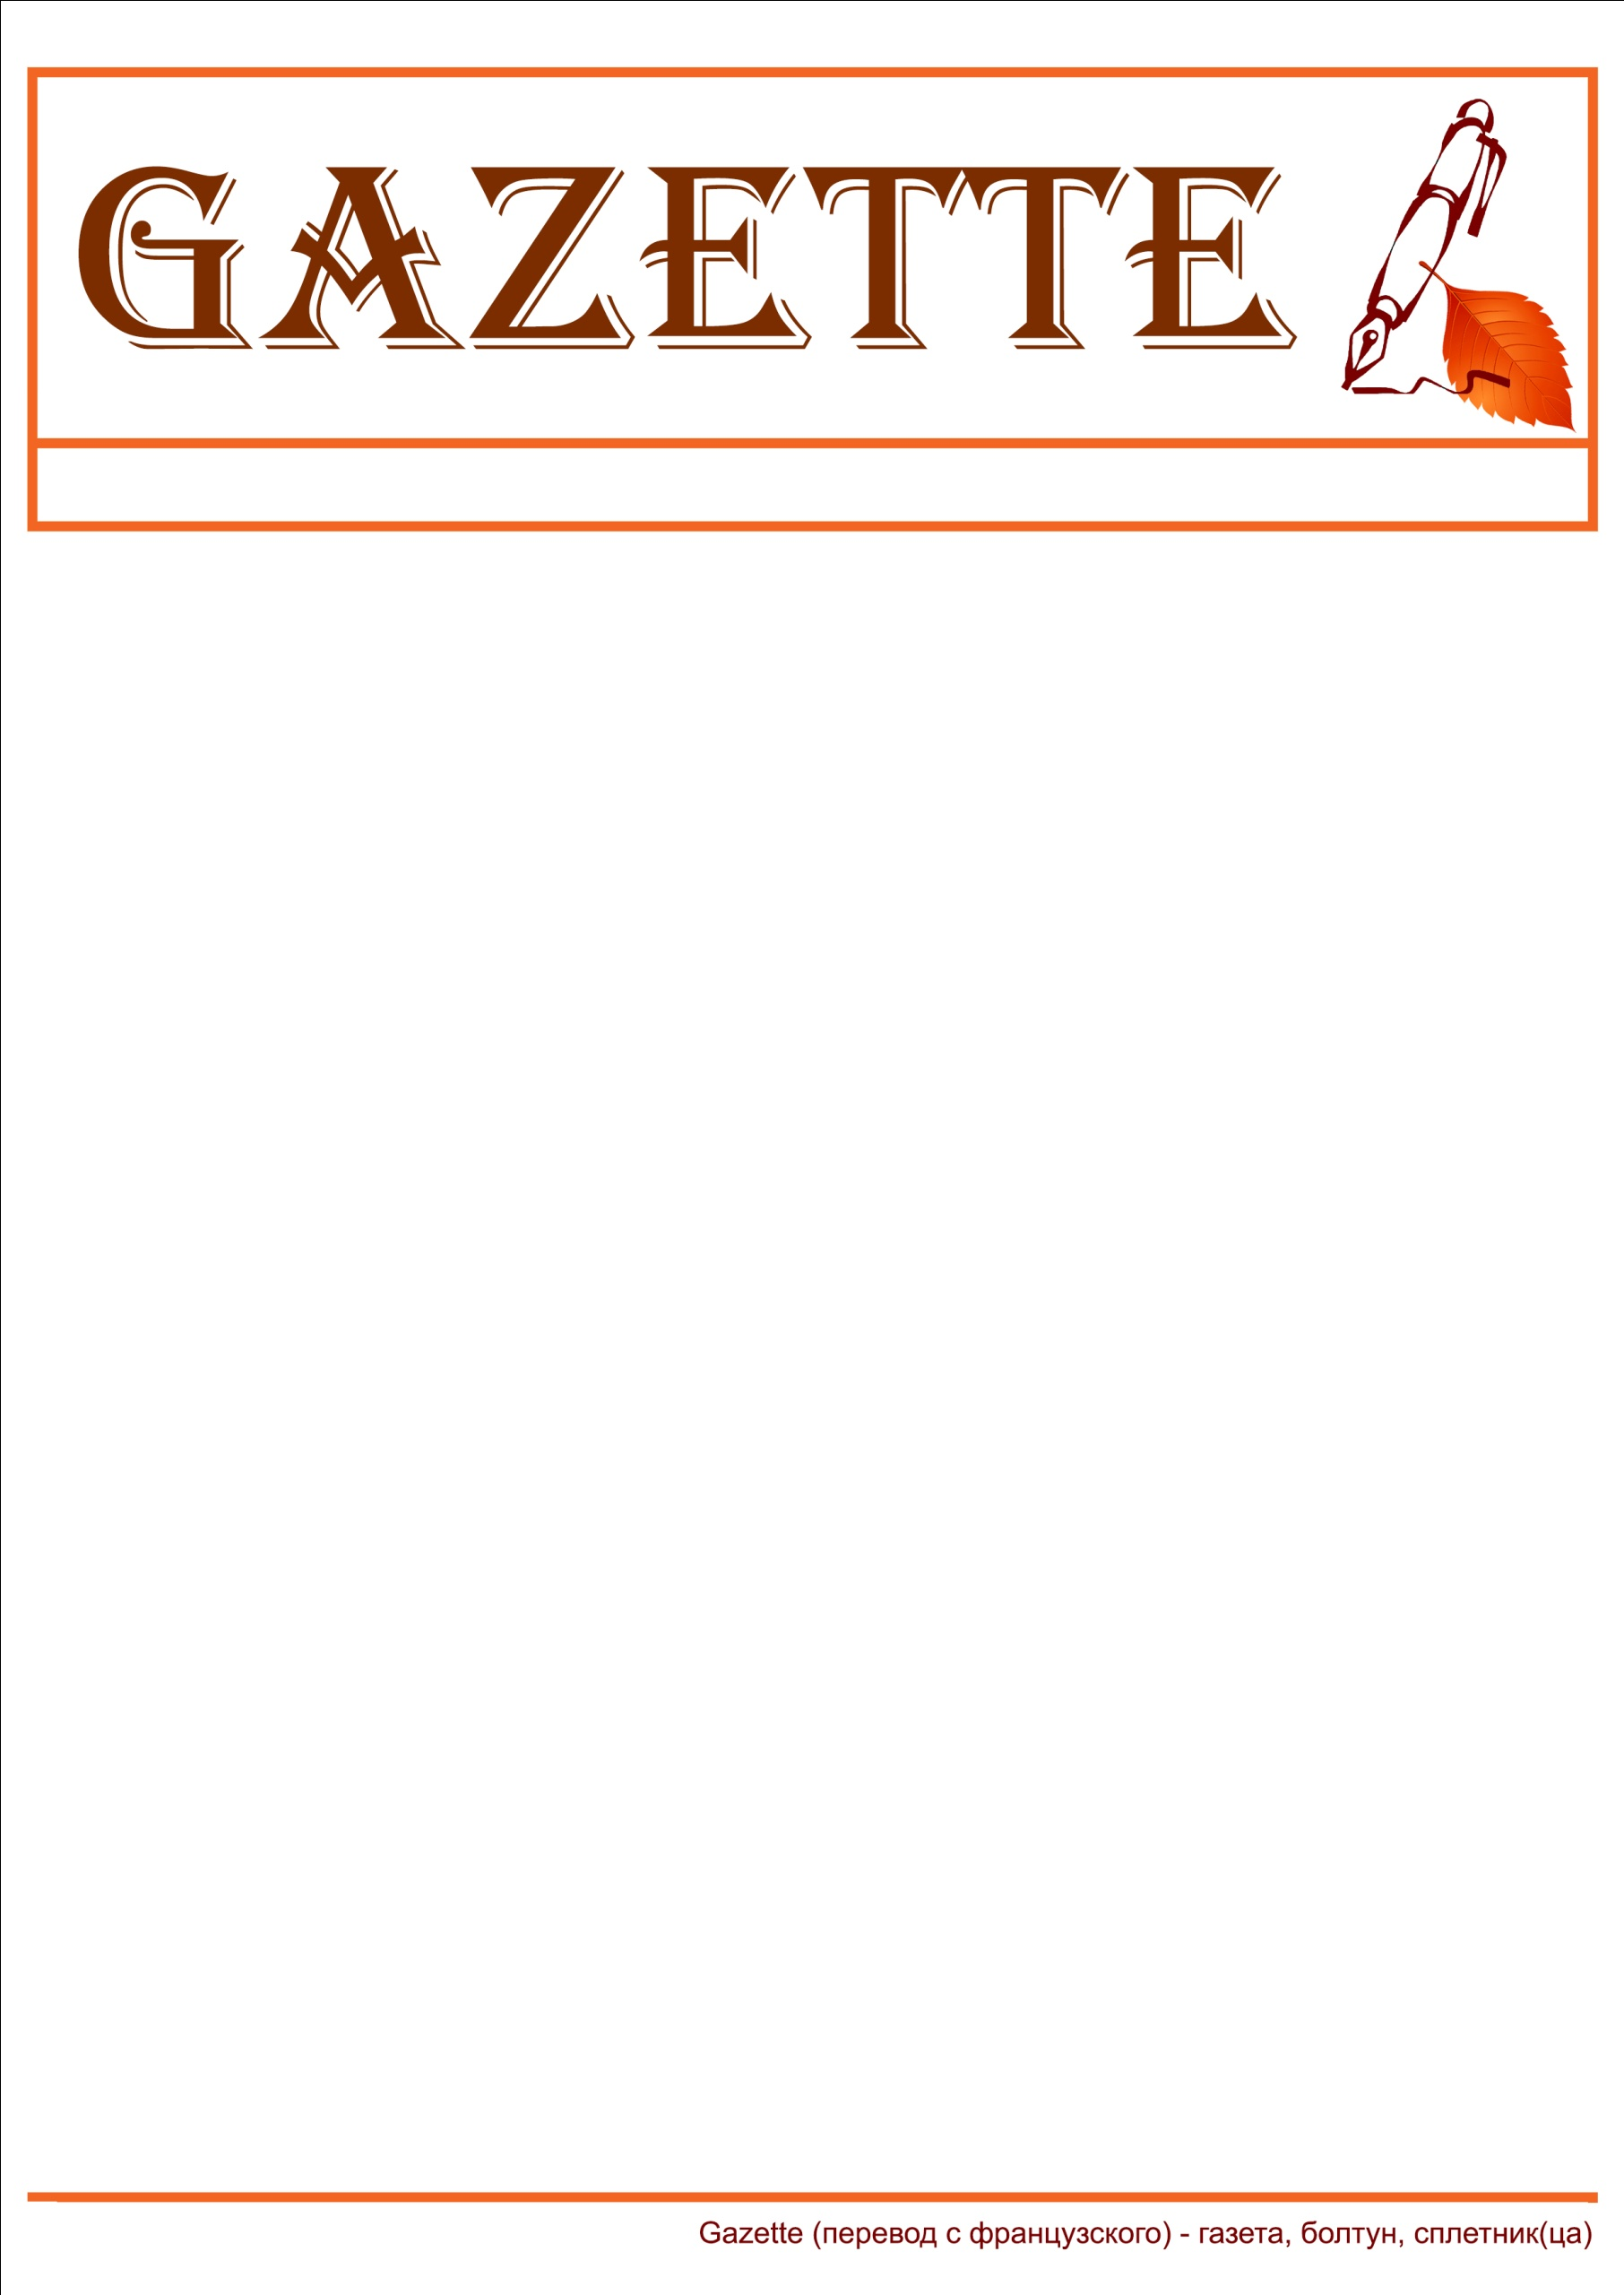 GAZETTE
Gazette (перевод с французского) - газета, болтун, сплетник(ца)